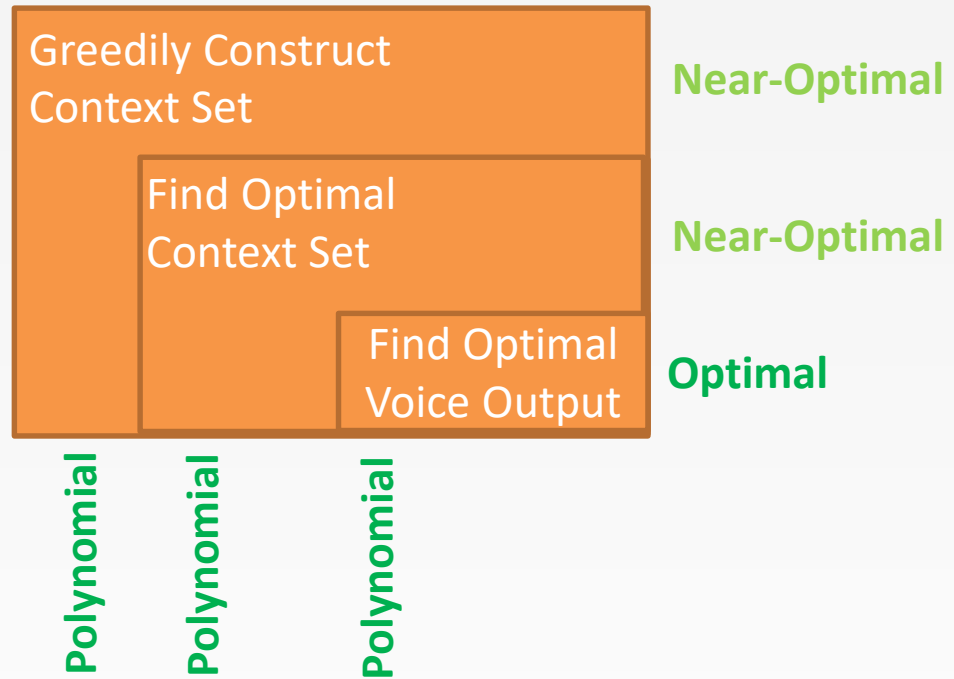 Greedily Construct
Context Set
Near-Optimal
Find Optimal
Context Set
Near-Optimal
Find Optimal
Voice Output
Optimal
Polynomial
Polynomial
Polynomial